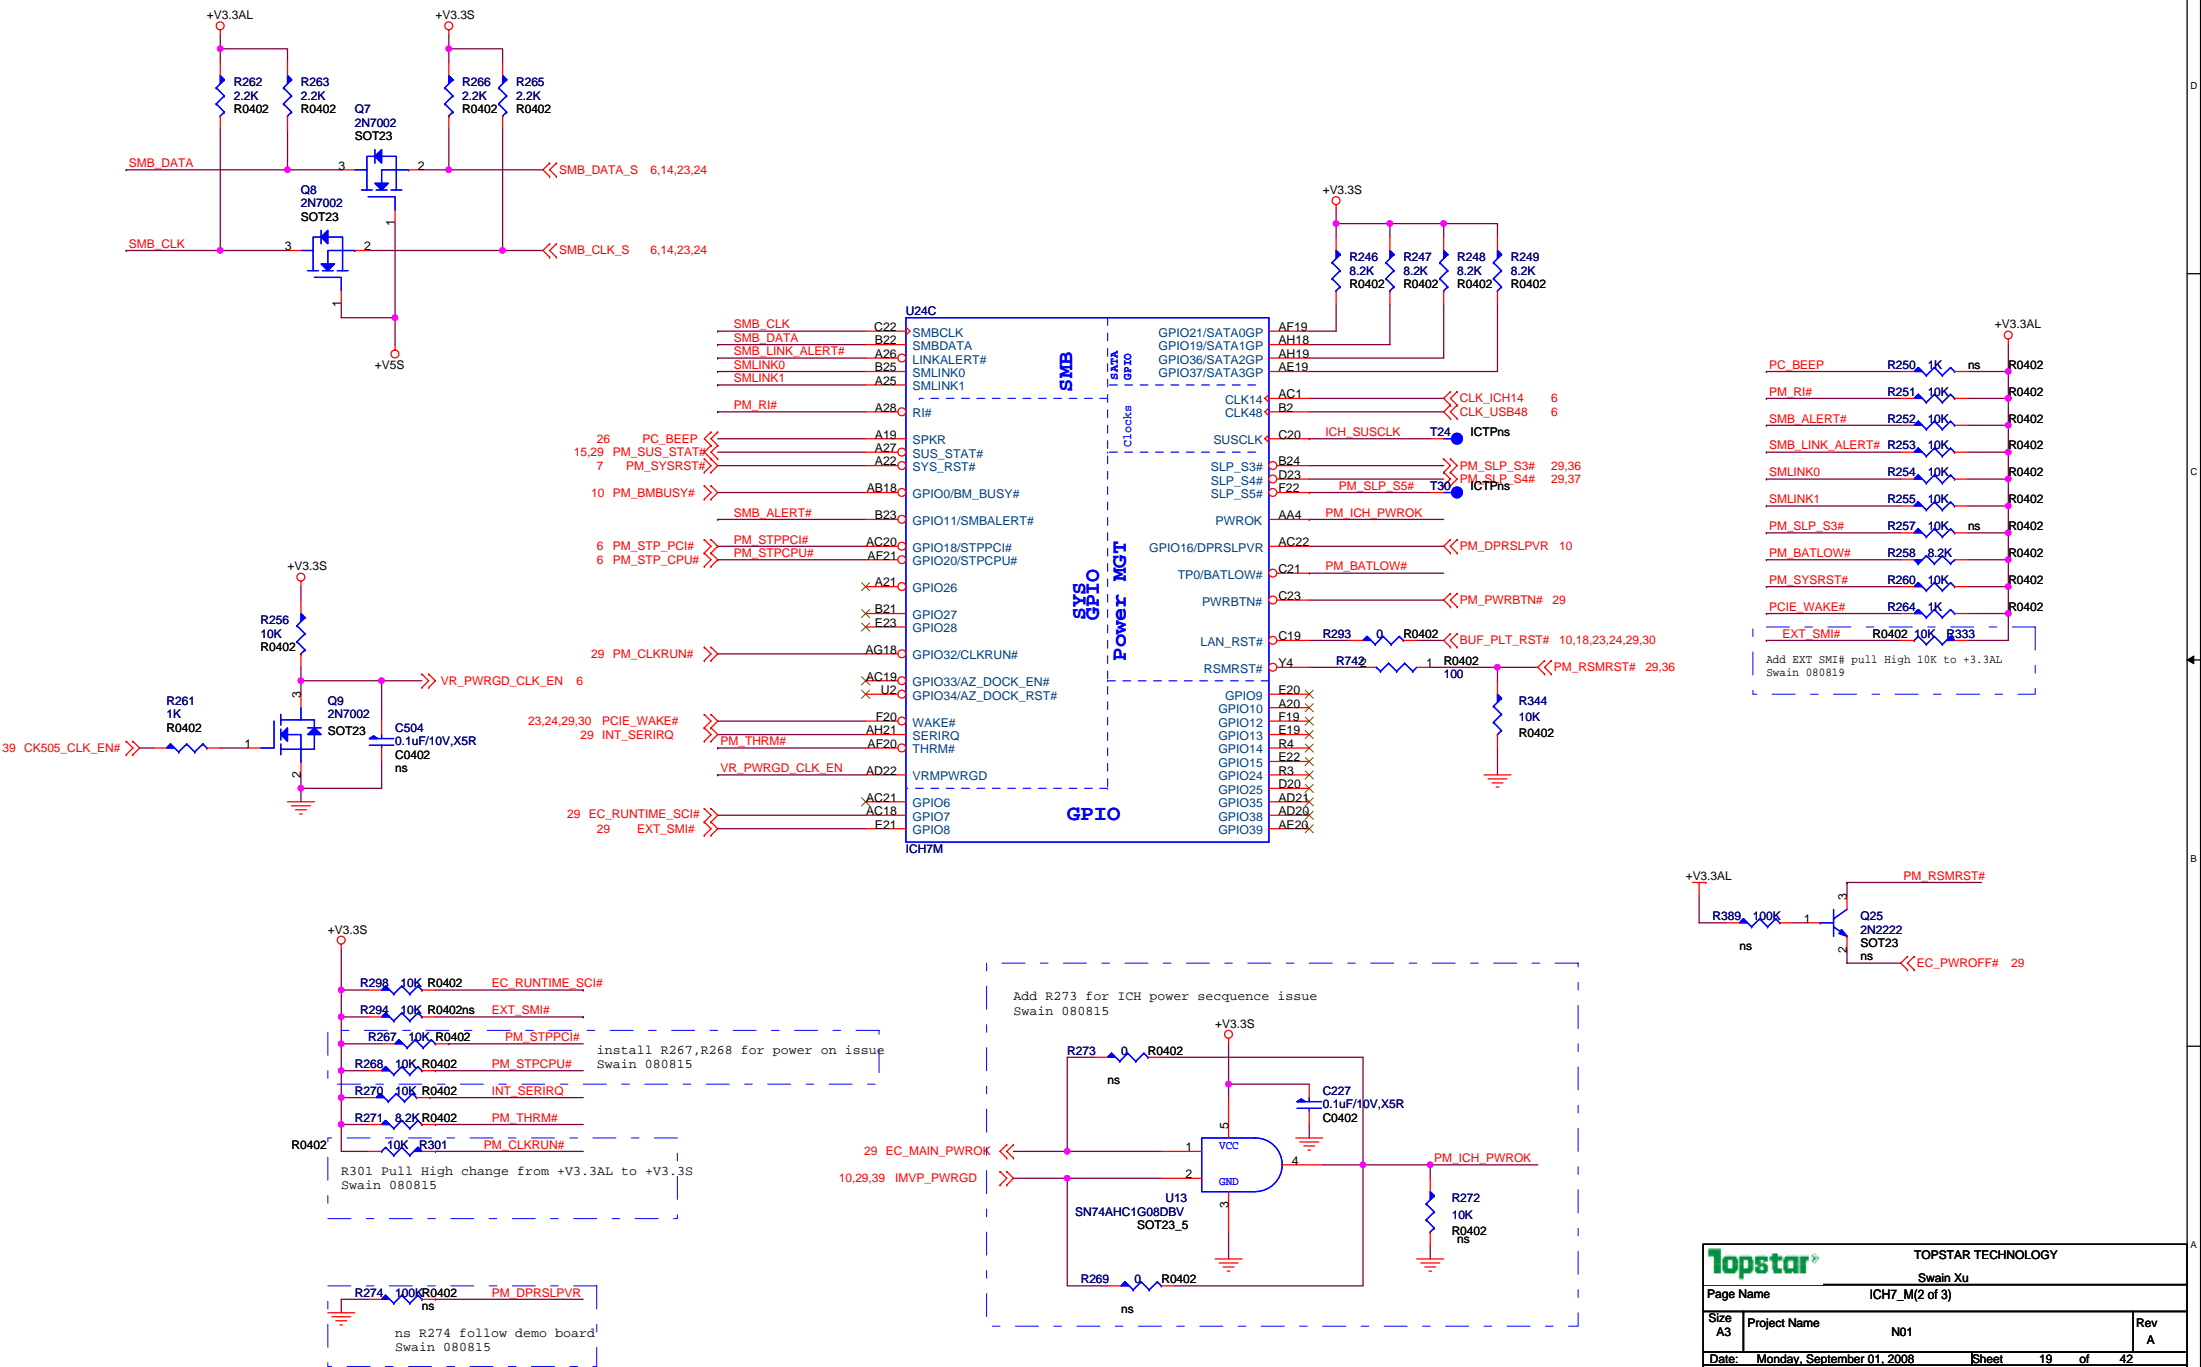 +V3.3AL
+V3.3S
R262
2.2K
R0402
R263
2.2K
R0402
R266
2.2K
R0402
R265
2.2K
R0402
Q7
2N7002
SOT23
SMB_DATA
3
2
1
SMB_DATA_S 6,14,23,24
Q8
2N7002
SOT23
SMB_CLK
3
2
1
SMB_CLK_S 6,14,23,24
+V5S
+V3.3S
R246
8.2K
R0402
R247
8.2K
R0402
R248
8.2K
R0402
R249
8.2K
R0402
U24C
SMB_CLK C22 SMBCLK
SMB_DATA B22 SMBDATA
SMB_LINK_ALERT# A26 LINKALERT#
SMLINK0 B25 SMLINK0
SMLINK1 A25 SMLINK1
PM_RI# A28 RI#
26 PC_BEEP A19 SPKR
15,29 PM_SUS_STAT# A27 SUS_STAT#
7 PM_SYSRST# A22 SYS_RST#
10 PM_BMBUSY# AB18 GPIO0/BM_BUSY#
SMB_ALERT# B23 GPIO11/SMBALERT#
6 PM_STP_PCI# PM_STPPCI# AC20 GPIO18/STPPCI#
6 PM_STP_CPU# PM_STPCPU# AF21 GPIO20/STPCPU#
A21 GPIO26
B21 GPIO27
E23 GPIO28
29 PM_CLKRUN# AG18 GPIO32/CLKRUN#
AC19 GPIO33/AZ_DOCK_EN#
U2 GPIO34/AZ_DOCK_RST#
23,24,29,30 PCIE_WAKE# F20 WAKE#
29 INT_SERIRQ AH21 SERIRQ
PM_THRM# AF20 THRM#
VR_PWRGD_CLK_EN AD22 VRMPWRGD
AC21 GPIO6
29 EC_RUNTIME_SCI# AC18 GPIO7
29 EXT_SMI# E21 GPIO8
ICH7M
SMB
SATA
GPIO
Clocks
SYS
GPIO
Power MGT
GPIO
GPIO21/SATA0GP AF19
GPIO19/SATA1GP AH18
GPIO36/SATA2GP AH19
GPIO37/SATA3GP AE19
CLK14 AC1 CLK_ICH14 6
CLK48 B2 CLK_USB48 6
SUSCLK C20 ICH_SUSCLK T24 ICTPns
SLP_S3# B24 PM_SLP_S3# 29,36
SLP_S4# D23 PM_SLP_S4# 29,37
SLP_S5# F22 PM_SLP_S5# T30 ICTPns
PWROK AA4 PM_ICH_PWROK
GPIO16/DPRSLPVR AC22 PM_DPRSLPVR 10
TP0/BATLOW# C21 PM_BATLOW#
PWRBTN# C23 PM_PWRBTN# 29
LAN_RST# C19 R293 0 R0402 BUF_PLT_RST# 10,18,23,24,29,30
RSMRST# Y4 R742 2 1 R0402 PM_RSMRST# 29,36
100
R344
10K
R0402
GPIO9 E20
GPIO10 A20
GPIO12 F19
GPIO13 E19
GPIO14 R4
GPIO15 E22
GPIO24 R3
GPIO25 D20
GPIO35 AD21
GPIO38 AD20
GPIO39 AE20
+V3.3AL
PC_BEEP R250 1K ns R0402
PM_RI# R251 10K R0402
SMB_ALERT# R252 10K R0402
SMB_LINK_ALERT# R253 10K R0402
SMLINK0 R254 10K R0402
SMLINK1 R255 10K R0402
PM_SLP_S3# R257 10K ns R0402
PM_BATLOW# R258 8.2K R0402
PM_SYSRST# R260 10K R0402
PCIE_WAKE# R264 1K R0402
EXT_SMI# R0402 10K R333
Add EXT SMI# pull High 10K to +3.3AL
Swain 080819
+V3.3S
R256
10K
R0402
VR_PWRGD_CLK_EN 6
R261
1K
R0402
39 CK505_CLK_EN#
1
3
2
Q9
2N7002
SOT23
C504
0.1uF/10V,X5R
C0402
ns
+V3.3AL
PM_RSMRST#
R389 100K
ns
1
3
2
Q25
2N2222
SOT23
ns
EC_PWROFF# 29
+V3.3S
R298 10K R0402 EC_RUNTIME_SCI#
R294 10K R0402ns EXT_SMI#
R267 10K R0402 PM_STPPCI#
R268 10K R0402 PM_STPCPU#
install R267,R268 for power on issue
Swain 080815
R270 10K R0402 INT_SERIRQ
R271 8.2K R0402 PM_THRM#
R0402 10K R301 PM_CLKRUN#
R301 Pull High change from +V3.3AL to +V3.3S
Swain 080815
R274 100K R0402 PM_DPRSLPVR
ns
ns R274 follow demo board
Swain 080815
Add R273 for ICH power secquence issue
Swain 080815
+V3.3S
R273 0 R0402
ns
C227
0.1uF/10V,X5R
C0402
29 EC_MAIN_PWROK
10,29,39 IMVP_PWRGD
1
2
5
VCC
GND
3
4
U13
SN74AHC1G08DBV
SOT23_5
PM_ICH_PWROK
R272
10K
R0402
ns
R269 0 R0402
ns
D
C
B
A
Topstar®
TOPSTAR TECHNOLOGY
Swain Xu
Page Name ICH7_M(2 of 3)
Size
A3
Project Name
N01
Rev
A
Date: Monday, September 01, 2008 Sheet 19 of 42